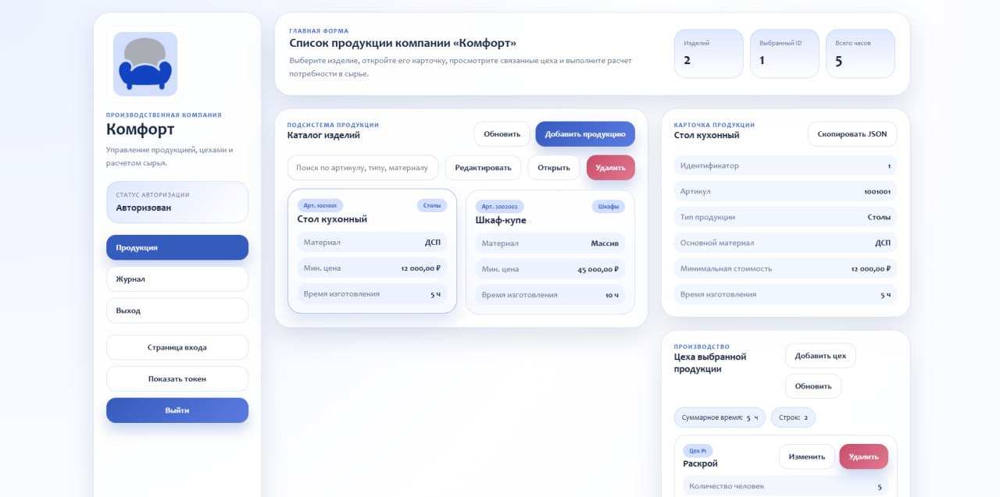 ПРОИЗВОДСТВЕННАЯ КОМПАНИЯ
Комфорт
Управление продукцией, цехами и
расчетом сырья.
СТАТУС АВТОРИЗАЦИИ
Авторизован
Продукция
Журнал
Выход
Страница входа
Показать токен
Выйти
ГЛАВНАЯ ФОРМА
Список продукции компании «Комфорт»
Выберите изделие, откройте его карточку, просмотрите связанные цеха и выполните расчет
потребности в сырье.
Изделий
2
Выбранный ID
1
Всего часов
5
ПОДСИСТЕМА ПРОДУКЦИИ
Каталог изделий
Обновить
Добавить продукцию
Поиск по артикулу, типу, материалу
Редактировать
Открыть
Удалить
Арт. 1001001
Столы
Стол кухонный
Материал ДСП
Мин. цена 12 000,00 ₽
Время изготовления 5 ч
Арт. 2002002
Шкафы
Шкаф-купе
Материал Массив
Мин. цена 45 000,00 ₽
Время изготовления 10 ч
КАРТОЧКА ПРОДУКЦИИ
Стол кухонный
Скопировать JSON
Идентификатор 1
Артикул 1001001
Тип продукции Столы
Основной материал ДСП
Минимальная стоимость 12 000,00 ₽
Время изготовления 5 ч
ПРОИЗВОДСТВО
Цеха выбранной
продукции
Добавить цех
Обновить
Суммарное время: 5 ч
Строк: 2
Цех №1
Раскрой
Изменить
Удалить
Количество человек 5